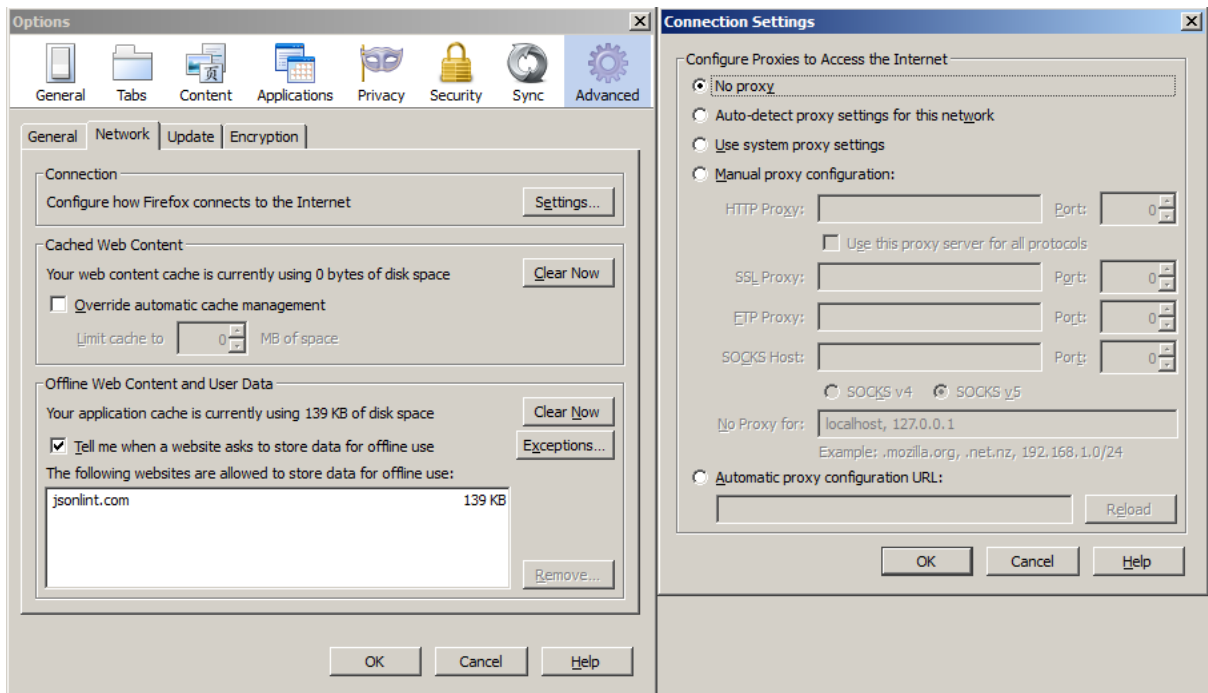 Options
General Tabs Content Applications Privacy Security Sync Advanced
General Network Update Encryption
Connection
Configure how Firefox connects to the Internet Settings...
Cached Web Content
Your web content cache is currently using 0 bytes of disk space Clear Now
Override automatic cache management
Limit cache to 0 MB of space
Offline Web Content and User Data
Your application cache is currently using 139 KB of disk space Clear Now
Tell me when a website asks to store data for offline use Exceptions...
The following websites are allowed to store data for offline use:
jsonlint.com 139 KB
Remove...
OK Cancel Help
Connection Settings
Configure Proxies to Access the Internet
No proxy
Auto-detect proxy settings for this network
Use system proxy settings
Manual proxy configuration:
HTTP Proxy: Port: 0
Use this proxy server for all protocols
SSL Proxy: Port: 0
FTP Proxy: Port: 0
SOCKS Host: Port: 0
SOCKS v4 SOCKS v5
No Proxy for: localhost, 127.0.0.1
Example: .mozilla.org, .net.nz, 192.168.1.0/24
Automatic proxy configuration URL:
Reload
OK Cancel Help
页